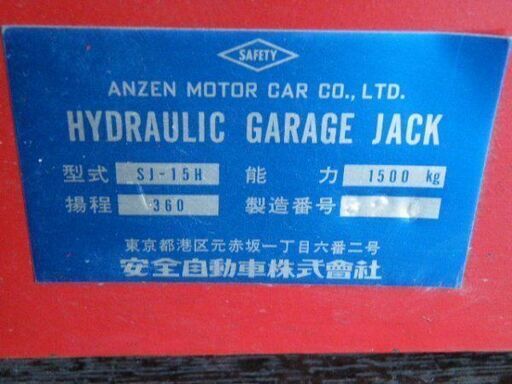 SAFETY
ANZEN MOTOR CAR CO., LTD.
HYDRAULIC GARAGE JACK
型式 SJ-15H 能力 1500 kg
揚程 360 製造番号
東京都港区元赤坂一丁目六番二号
安全自動車株式會社